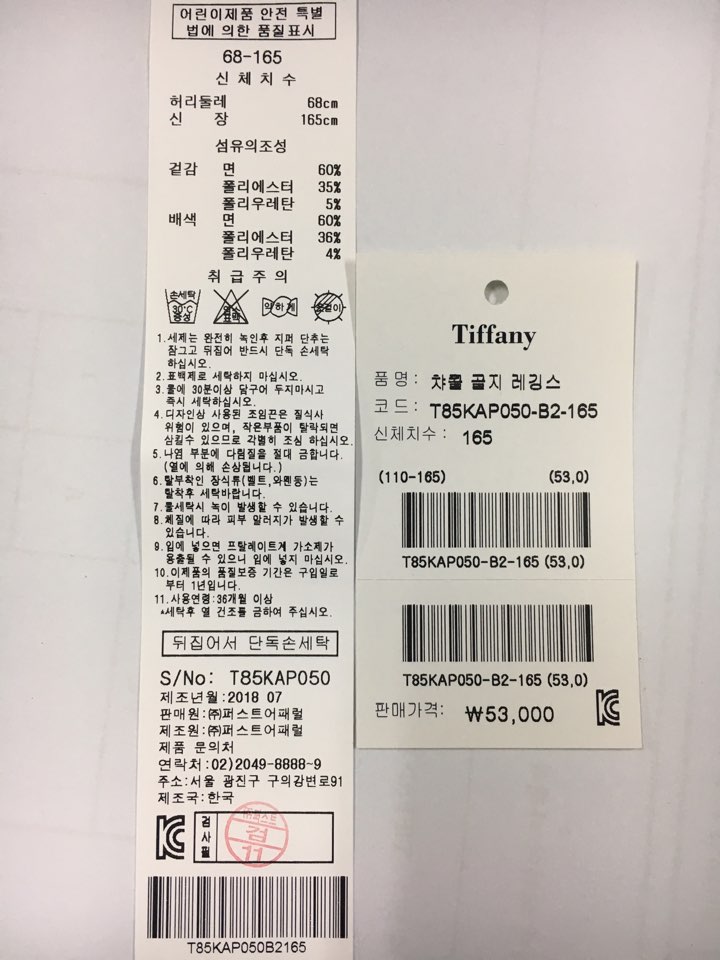 어린이제품 안전 특별
법에 의한 품질표시
68-165
신 체 치 수
허리둘레 68cm
신 장 165cm
섬유의조성
겉감 면 60%
폴리에스터 35%
폴리우레탄 5%
배색 면 60%
폴리에스터 36%
폴리우레탄 4%
취 급 주 의
손세탁
30°C
중성
염소
표백
약하게
옷걸이
1.세제는 완전히 녹인후 지퍼 단추는
잠그고 뒤집어 반드시 단독 손세탁
하십시오.
2.표백제로 세탁하지 마십시오.
3.물에 30분이상 담구어 두지마시고
즉시 세탁하십시오.
4.디자인상 사용된 조임끈은 질식사
위험이 있으며, 작은부품이 탈락되면
삼킬수 있으므로 각별히 조심 하십시오.
5.나염 부분에 다림질을 절대 금합니다.
(열에 의해 손상됩니다.)
6.탈부착인 장식류(벨트,와펜등)는
탈착후 세탁바랍니다.
7.물세탁시 녹이 발생할 수 있습니다.
8.체질에 따라 피부 알러지가 발생할 수
있습니다.
9.입에 넣으면 프탈레이트계 가소제가
용출될 수 있으니 입에 넣지 마십시오.
10.이제품의 품질보증 기간은 구입일로
부터 1년입니다.
11.사용연령:36개월 이상
*세탁후 열 건조를 금하여 주십시오.
뒤집어서 단독손세탁
S/No: T85KAP050
제조년월:2018 07
판매원:㈜퍼스트어패럴
제조원:㈜퍼스트어패럴
제품 문의처
연락처:02)2049-8888~9
주소:서울 광진구 구의강변로91
제조국:한국
검사필
㈜퍼스트
검
11
T85KAP050B2165
Tiffany
품 명 : 챠콜 골지 레깅스
코 드 : T85KAP050-B2-165
신체치수 : 165
(110-165) (53,0)
T85KAP050-B2-165 (53,0)
T85KAP050-B2-165 (53,0)
판매가격: ₩53,000